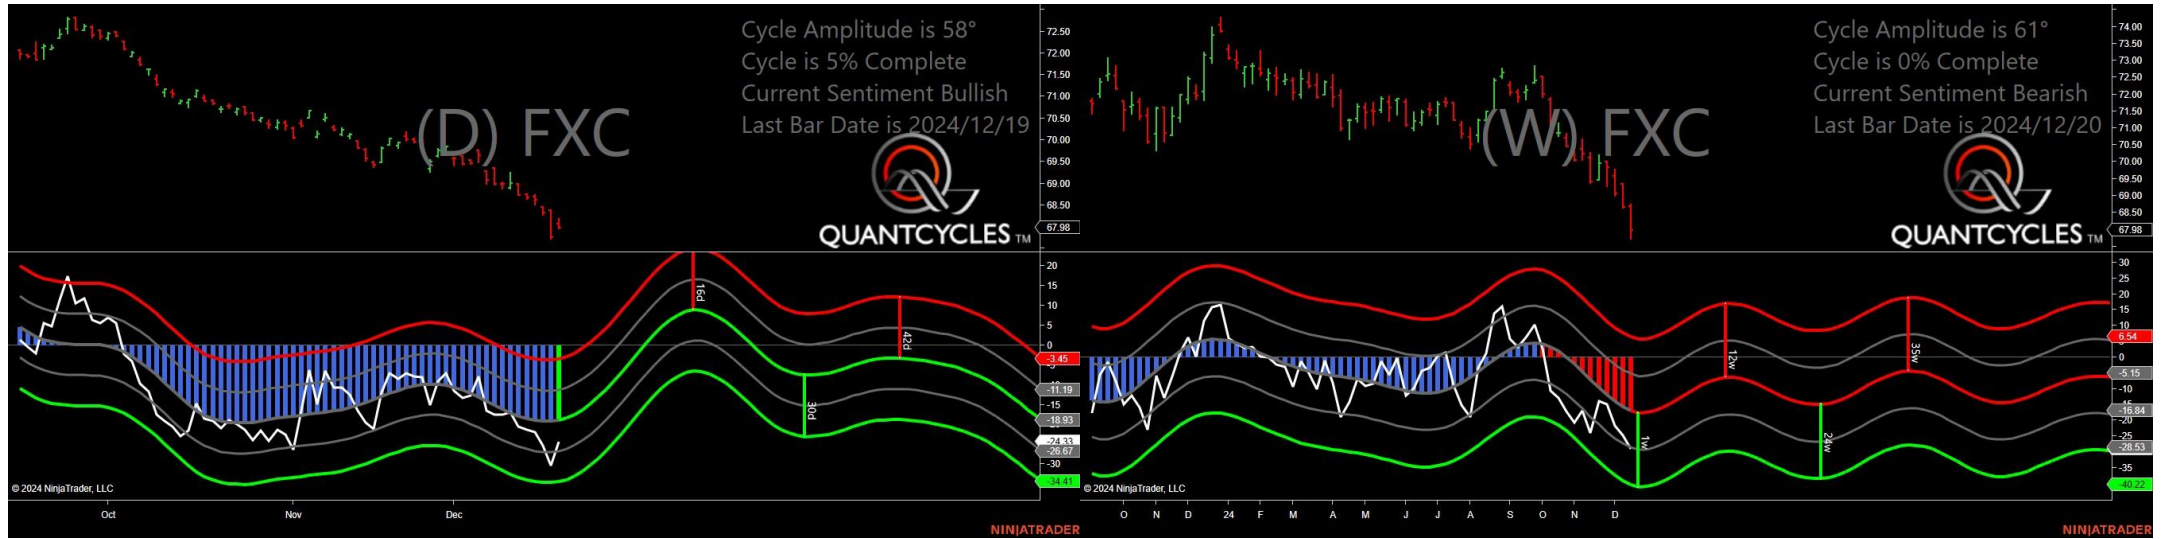 Cycle Amplitude is 58°
Cycle is 5% Complete
Current Sentiment Bullish
Last Bar Date is 2024/12/19
(D) FXC
QUANTCYCLES TM
72.50
72.00
71.50
71.00
70.50
70.00
69.50
69.00
68.50
67.98
20
15
10
5
0
-3.45
-11.19
-15
-18.93
-24.33
-26.67
-30
-34.41
16d
42d
30d
© 2024 NinjaTrader, LLC
Oct Nov Dec
NINJATRADER
Cycle Amplitude is 61°
Cycle is 0% Complete
Current Sentiment Bearish
Last Bar Date is 2024/12/20
(W) FXC
QUANTCYCLES TM
74.00
73.50
73.00
72.50
72.00
71.50
71.00
70.50
70.00
69.50
69.00
68.50
67.98
30
25
20
15
10
6.54
0
-5.15
-10
-16.84
-20
-25
-28.53
-35
-40.22
1w
12w
24w
35w
© 2024 NinjaTrader, LLC
O N D 24 F M A M J J A S O N D
NINJATRADER